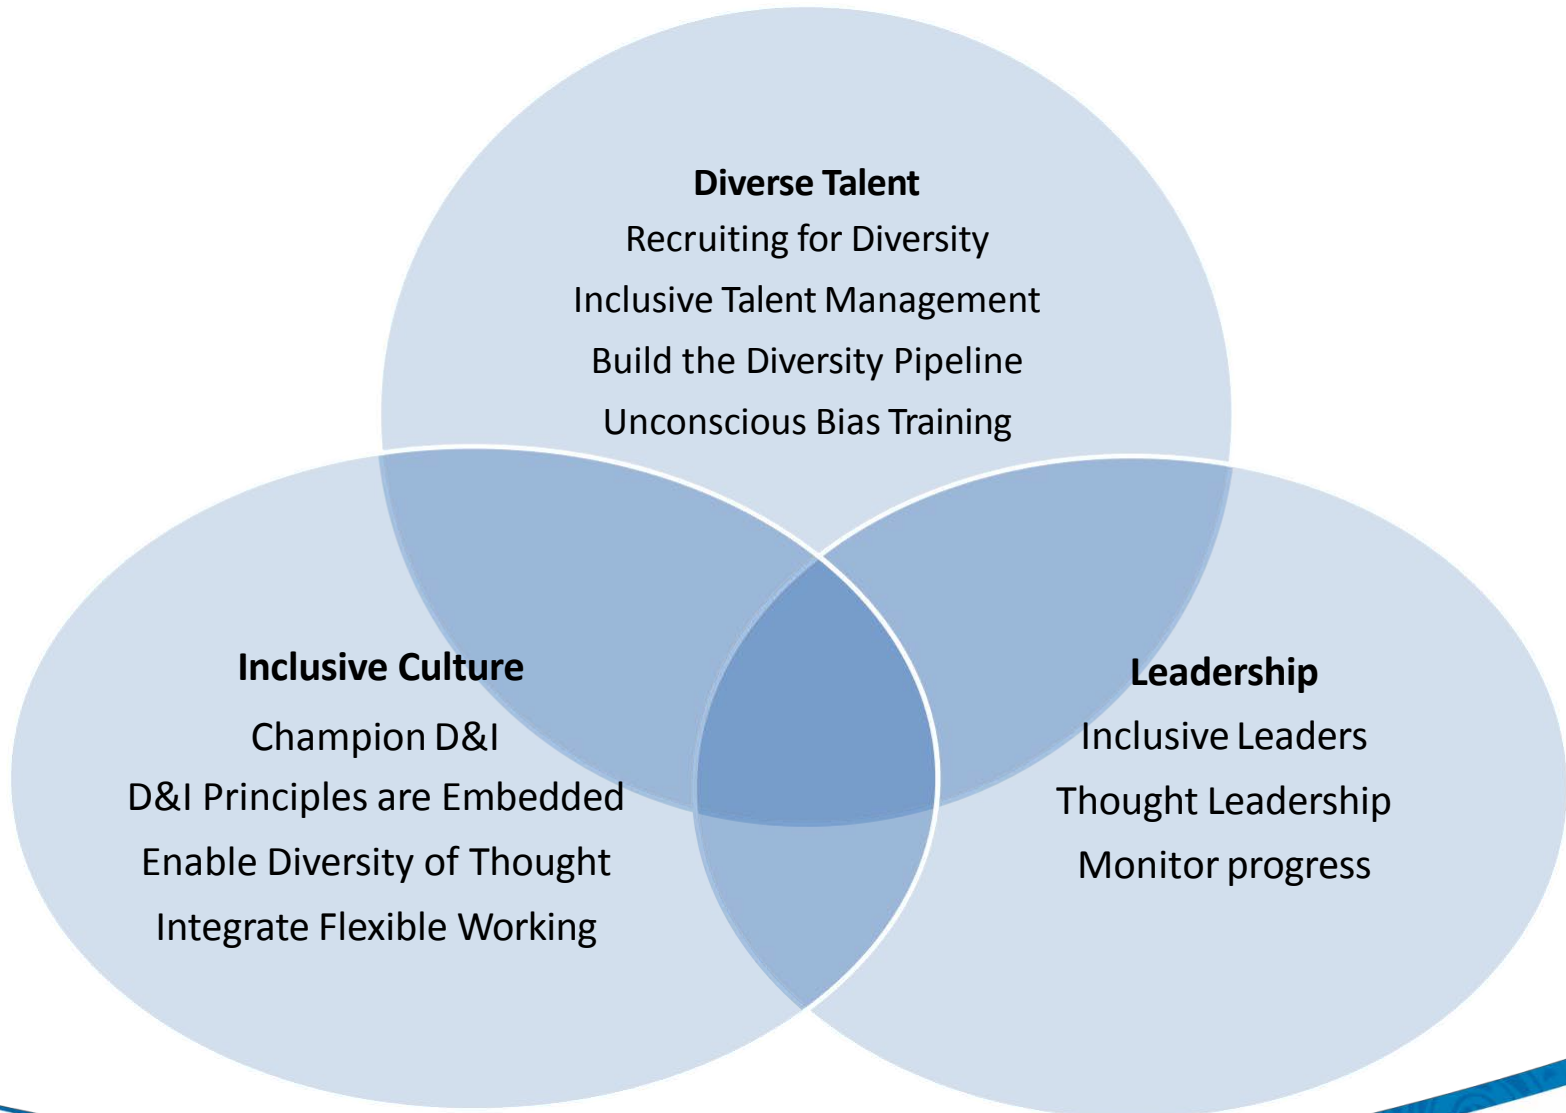 Diverse Talent
Recruiting for Diversity
Inclusive Talent Management
Build the Diversity Pipeline
Unconscious Bias Training
Inclusive Culture
Champion D&I
D&I Principles are Embedded
Enable Diversity of Thought
Integrate Flexible Working
Leadership
Inclusive Leaders
Thought Leadership
Monitor progress